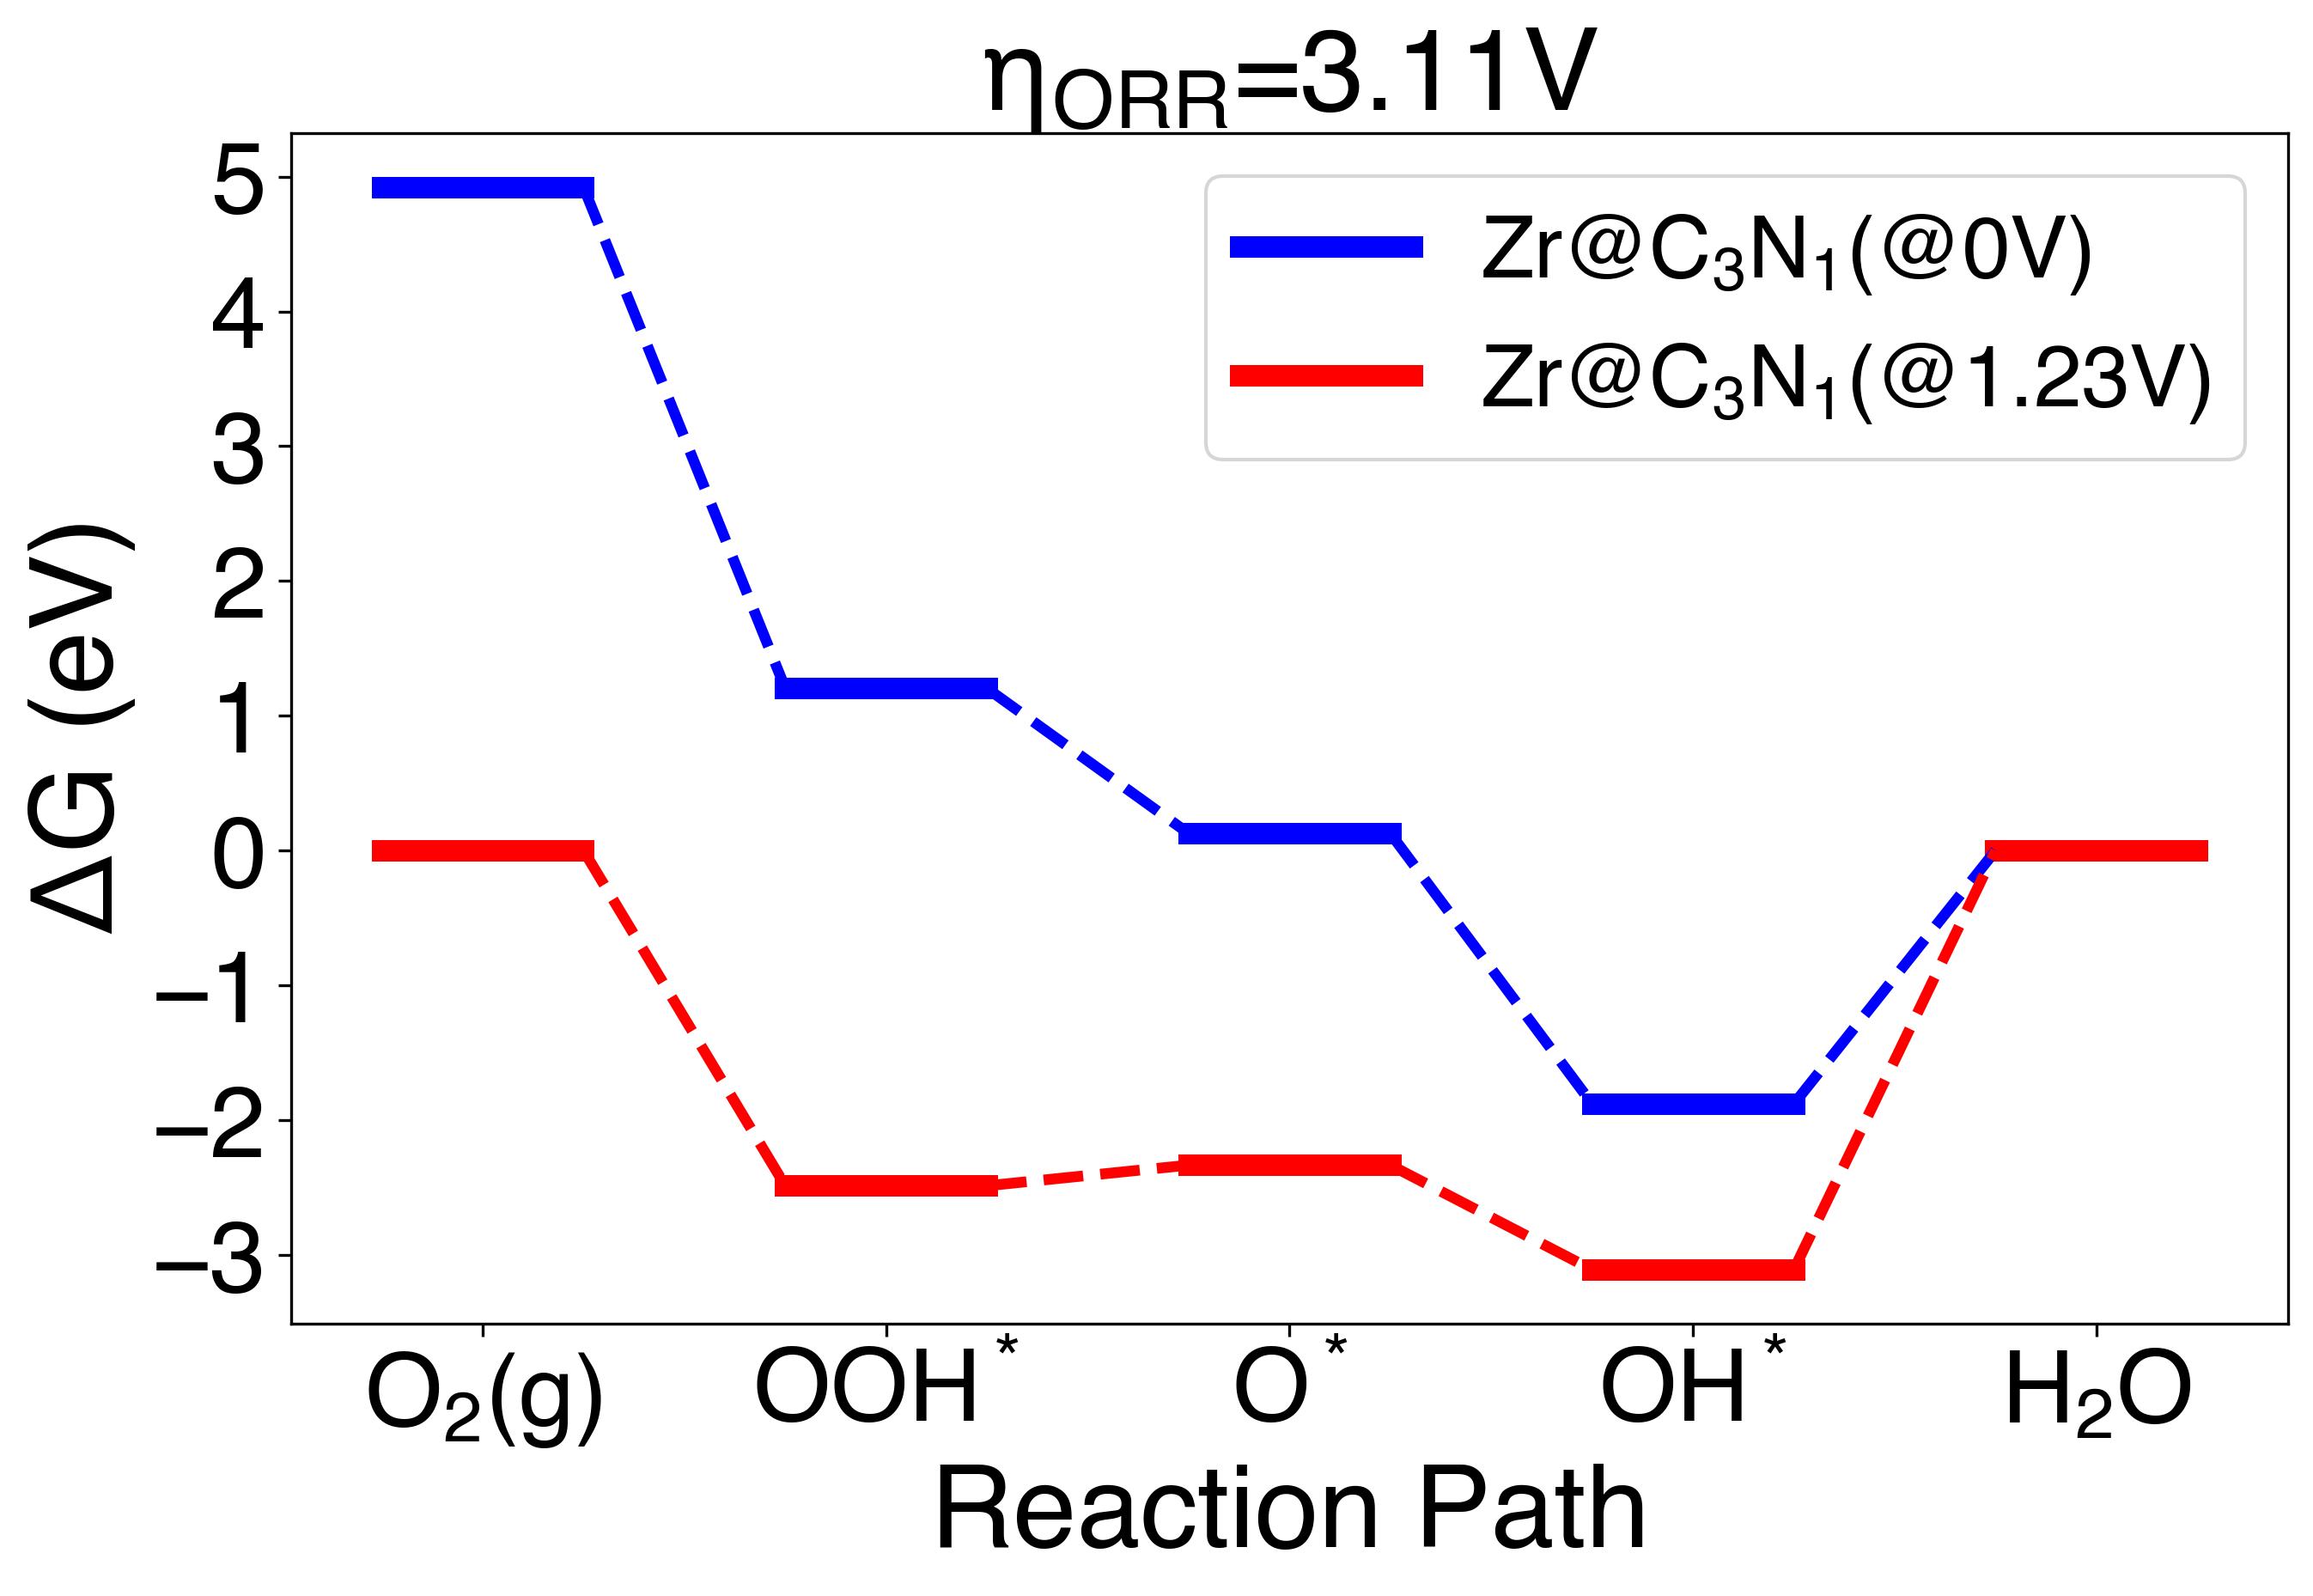 η_ORR=3.11V
Zr@C₃N₁(@0V)
Zr@C₃N₁(@1.23V)
ΔG (eV)
5
4
3
2
1
0
−1
−2
−3
O₂(g) OOH* O* OH* H₂O
Reaction Path